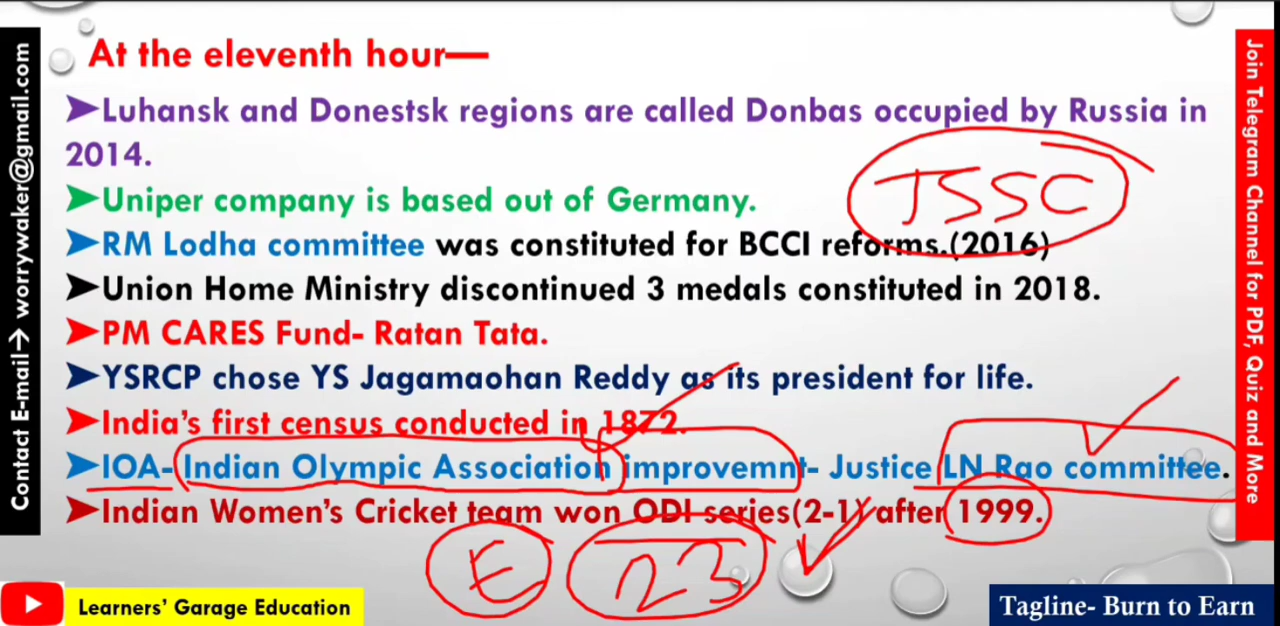 At the eleventh hour—
➤Luhansk and Donestsk regions are called Donbas occupied by Russia in
2014.
➤Uniper company is based out of Germany.
JSSC
➤RM Lodha committee was constituted for BCCI reforms.(2016)
➤Union Home Ministry discontinued 3 medals constituted in 2018.
➤PM CARES Fund- Ratan Tata.
➤YSRCP chose YS Jagamaohan Reddy as its president for life.
➤India's first census conducted in 1872.
➤IOA- Indian Olympic Association improvemnt- Justice LN Rao committee.
➤Indian Women's Cricket team won ODI series(2-1) after 1999.
E 23
Learners' Garage Education
Tagline- Burn to Earn
Contact E-mail→ worrywaker@gmail.com
Join Telegram Channel for PDF, Quiz and More